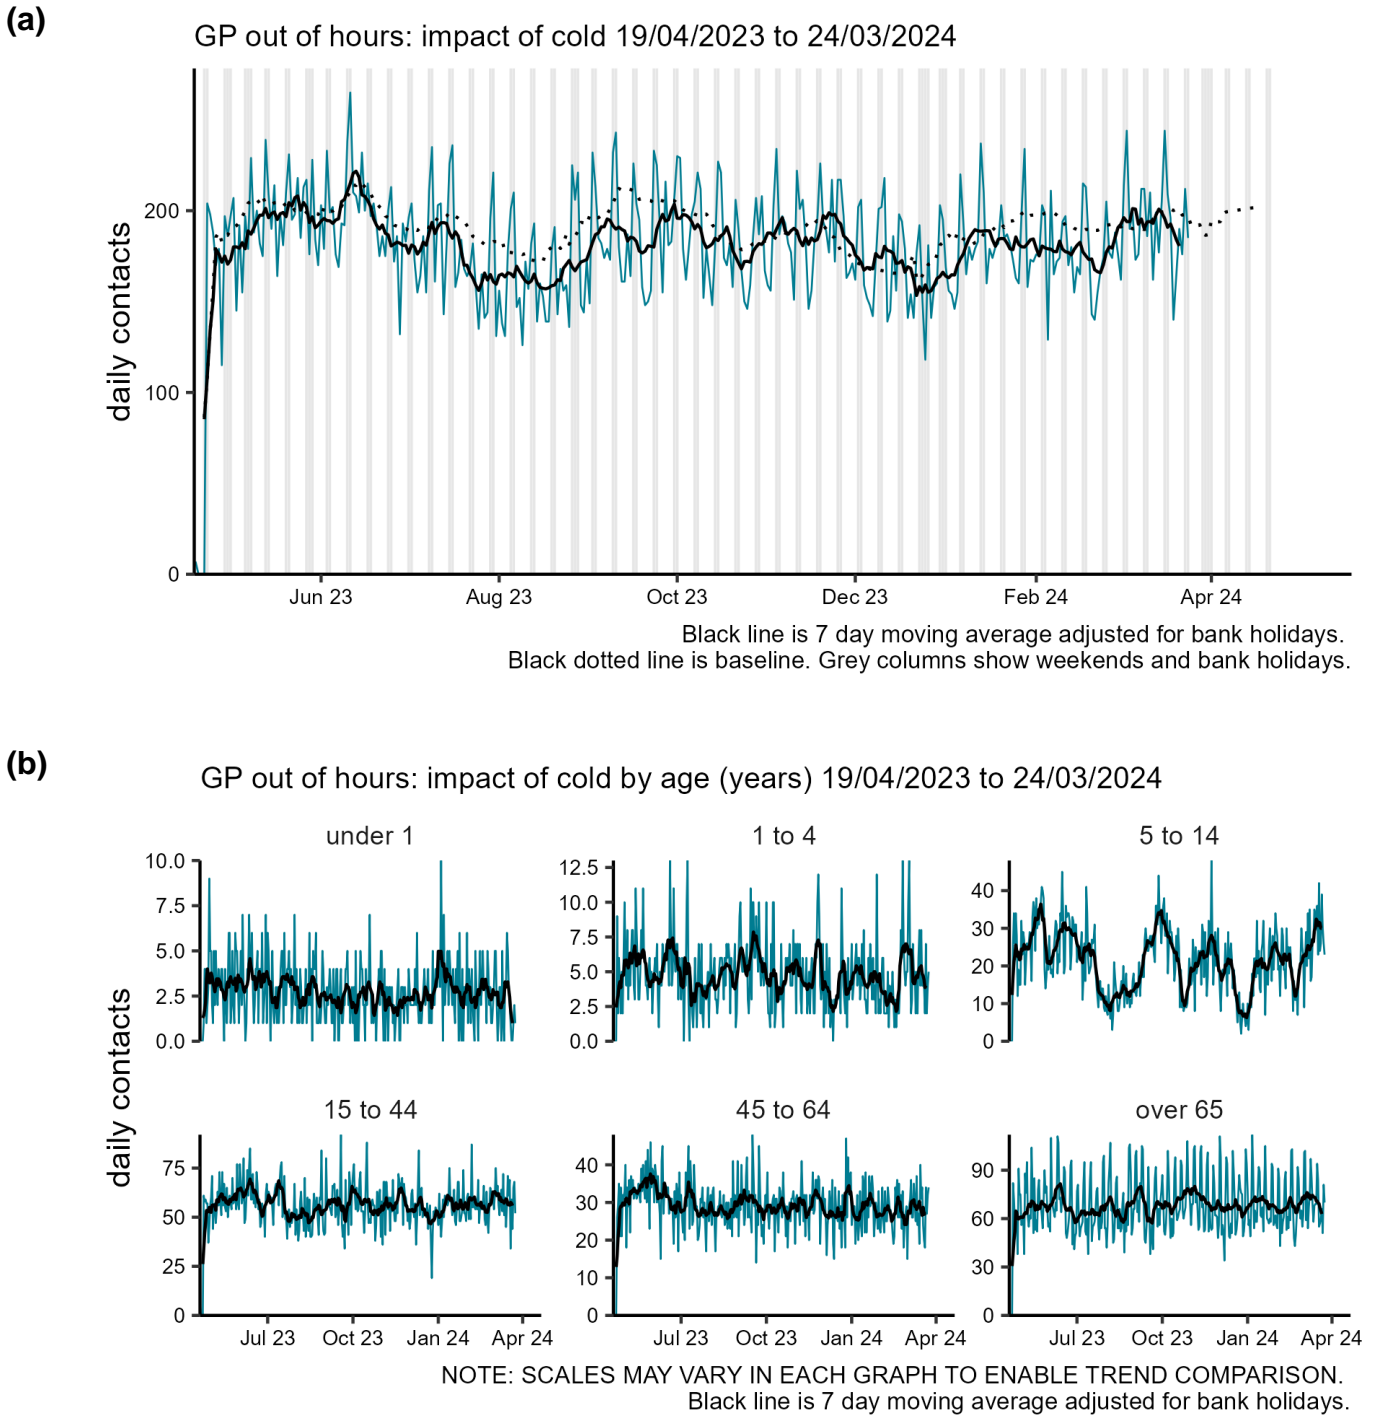 (a)
GP out of hours: impact of cold 19/04/2023 to 24/03/2024
daily contacts
200
100
0
Jun 23 Aug 23 Oct 23 Dec 23 Feb 24 Apr 24
Black line is 7 day moving average adjusted for bank holidays.
Black dotted line is baseline. Grey columns show weekends and bank holidays.
(b)
GP out of hours: impact of cold by age (years) 19/04/2023 to 24/03/2024
daily contacts
under 1
10.0
7.5
5.0
2.5
0.0
1 to 4
12.5
10.0
7.5
5.0
2.5
0.0
5 to 14
40
30
20
10
0
15 to 44
75
50
25
0
Jul 23 Oct 23 Jan 24 Apr 24
45 to 64
40
30
20
10
0
Jul 23 Oct 23 Jan 24 Apr 24
over 65
90
60
30
0
Jul 23 Oct 23 Jan 24 Apr 24
NOTE: SCALES MAY VARY IN EACH GRAPH TO ENABLE TREND COMPARISON.
Black line is 7 day moving average adjusted for bank holidays.